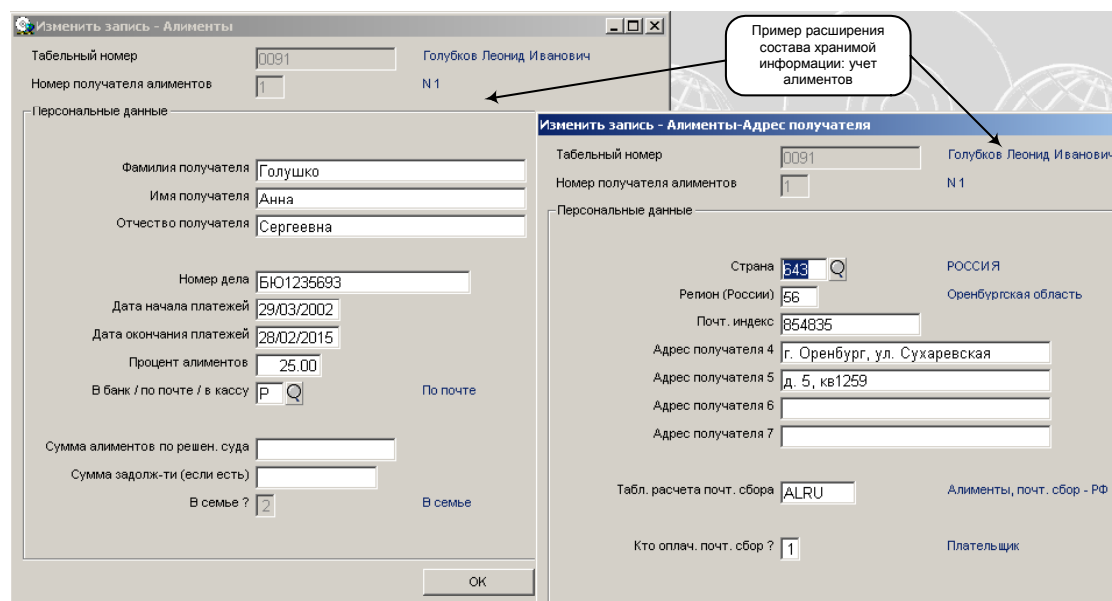 Изменить запись - Алименты
Табельный номер 0091 Голубков Леонид Иванович
Номер получателя алиментов 1 N 1
Персональные данные
Фамилия получателя Голушко
Имя получателя Анна
Отчество получателя Сергеевна
Номер дела БЮ1235693
Дата начала платежей 29/03/2002
Дата окончания платежей 28/02/2015
Процент алиментов 25.00
В банк / по почте / в кассу P По почте
Сумма алиментов по решен. суда
Сумма задолж-ти (если есть)
В семье ? 2 В семье
OK
Пример расширения
состава хранимой
информации: учет
алиментов
Изменить запись - Алименты-Адрес получателя
Табельный номер 0091 Голубков Леонид Иванович
Номер получателя алиментов 1 N 1
Персональные данные
Страна 643 РОССИЯ
Регион (России) 56 Оренбургская область
Почт. индекс 854835
Адрес получателя 4 г. Оренбург, ул. Сухаревская
Адрес получателя 5 д. 5, кв1259
Адрес получателя 6
Адрес получателя 7
Табл. расчета почт. сбора ALRU Алименты, почт. сбор - РФ
Кто оплач. почт. сбор ? 1 Плательщик